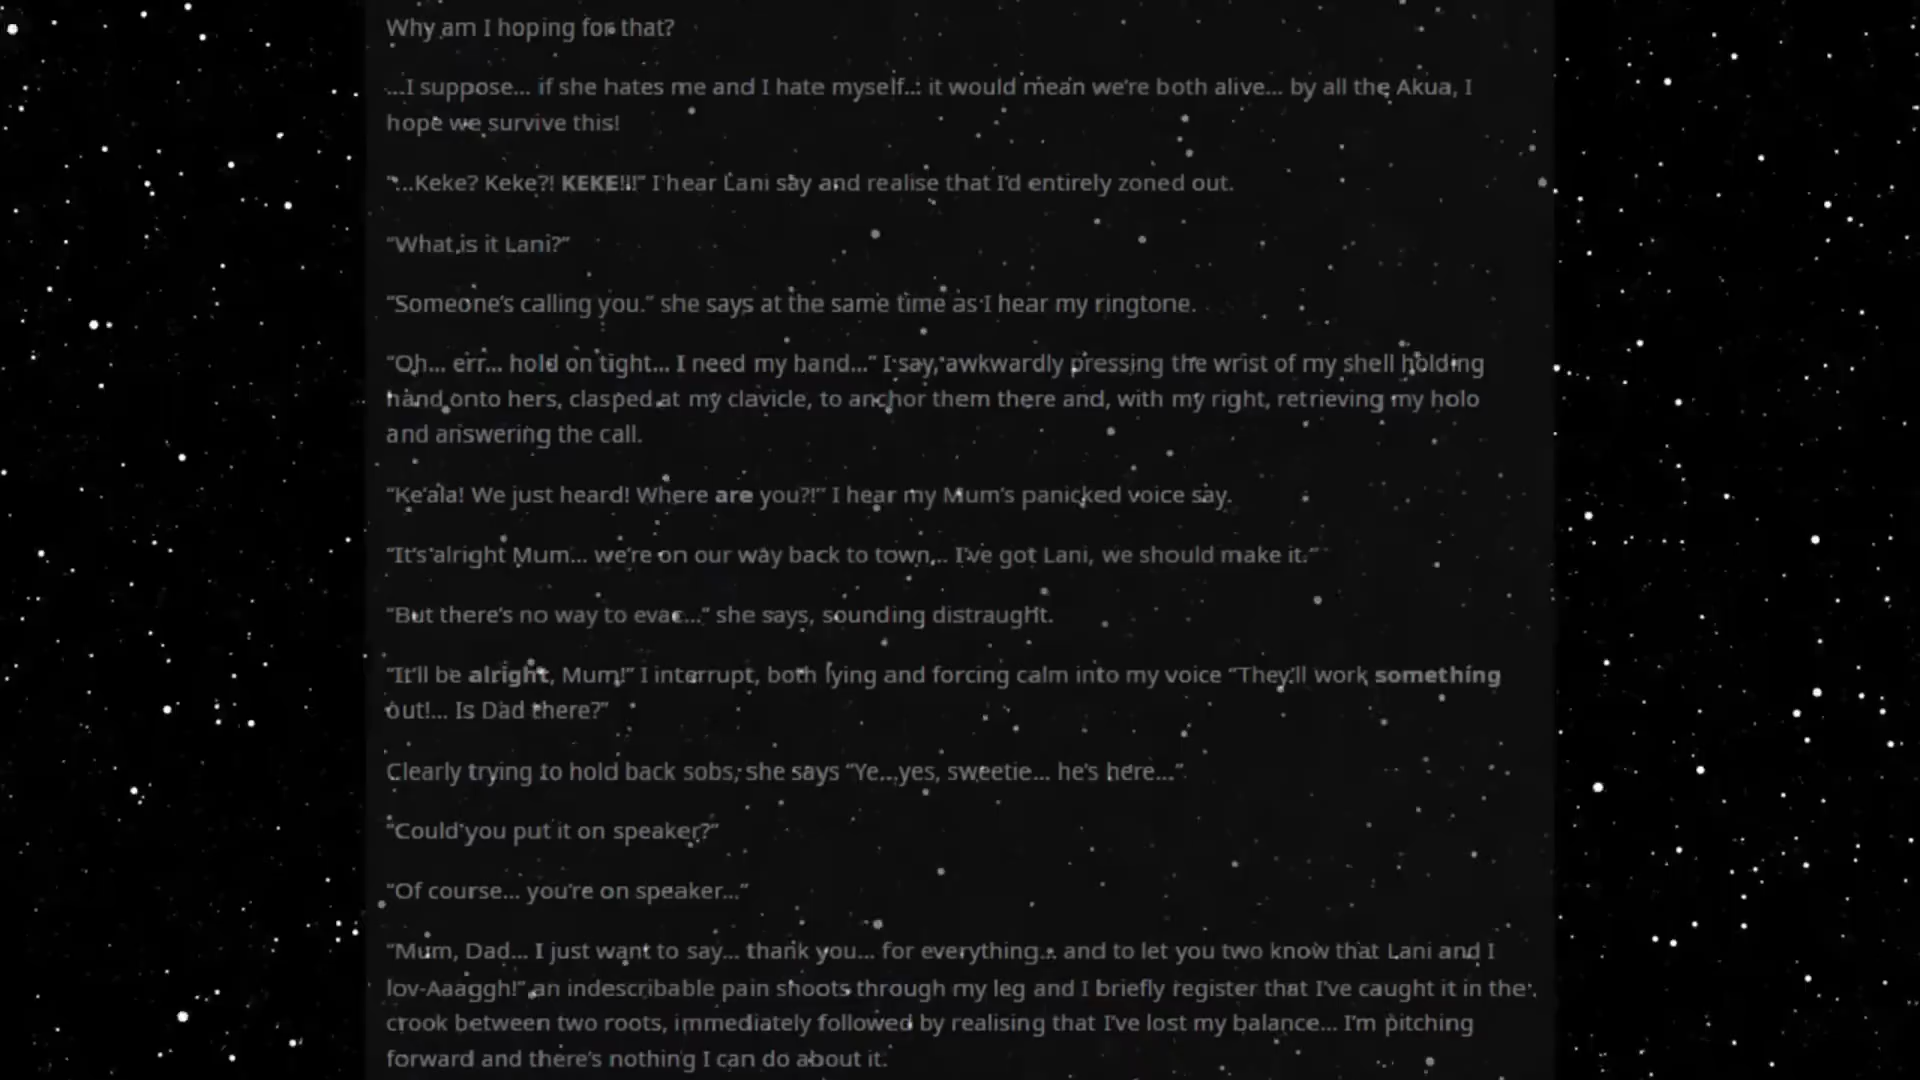 Why am I hoping for that?
...I suppose... if she hates me and I hate myself... it would mean we're both alive... by all the Akua, I
hope we survive this!
"...Keke? Keke?! KEKE!!!" I hear Lani say and realise that I'd entirely zoned out.
"What is it Lani?"
"Someone's calling you." she says at the same time as I hear my ringtone.
"Oh... err... hold on tight... I need my hand..." I say, awkwardly pressing the wrist of my shell holding
hand onto hers, clasped at my clavicle, to anchor them there and, with my right, retrieving my holo
and answering the call.
"Ke'ala! We just heard! Where are you?!" I hear my Mum's panicked voice say.
"It's alright Mum... we're on our way back to town... I've got Lani, we should make it."
"But there's no way to evac..." she says, sounding distraught.
"It'll be alright, Mum!" I interrupt, both lying and forcing calm into my voice "They'll work something
out!... Is Dad there?"
Clearly trying to hold back sobs, she says "Ye...yes, sweetie... he's here..."
"Could you put it on speaker?"
"Of course... you're on speaker..."
"Mum, Dad... I just want to say... thank you... for everything... and to let you two know that Lani and I
lov-Aaaggh!" an indescribable pain shoots through my leg and I briefly register that I've caught it in the
crook between two roots, immediately followed by realising that I've lost my balance... I'm pitching
forward and there's nothing I can do about it.